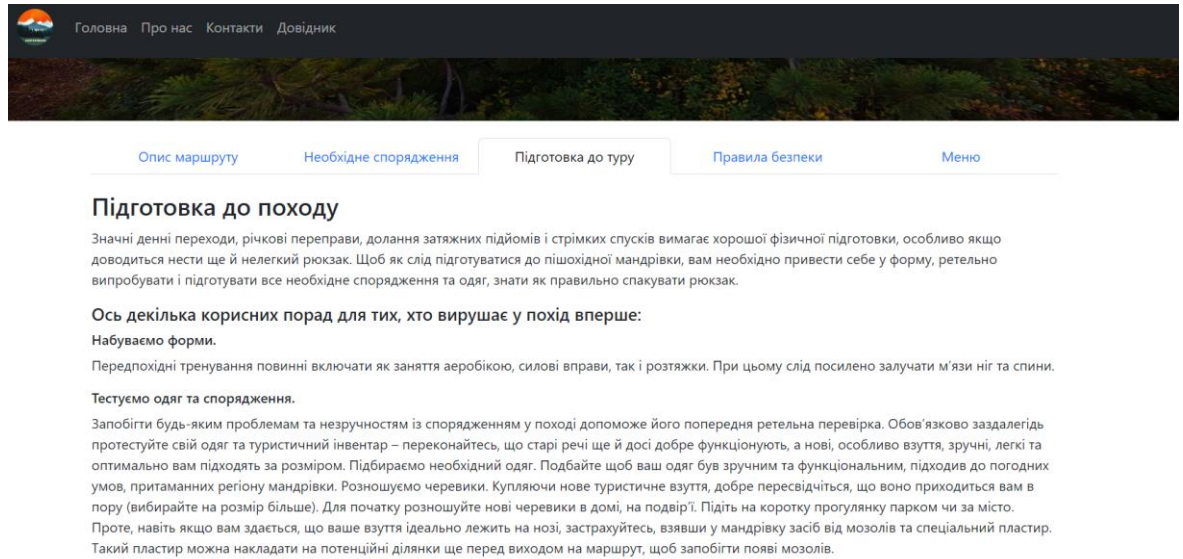 Головна Про нас Контакти Довідник
Опис маршруту Необхідне спорядження Підготовка до туру Правила безпеки Меню
Підготовка до походу
Значні денні переходи, річкові переправи, долання затяжних підйомів і стрімких спусків вимагає хорошої фізичної підготовки, особливо якщо
доводиться нести ще й нелегкий рюкзак. Щоб як слід підготуватися до пішохідної мандрівки, вам необхідно привести себе у форму, ретельно
випробувати і підготувати все необхідне спорядження та одяг, знати як правильно спакувати рюкзак.
Ось декілька корисних порад для тих, хто вирушає у похід вперше:
Набуваємо форми.
Передпохідні тренування повинні включати як заняття аеробікою, силові вправи, так і розтяжки. При цьому слід посилено залучати м'язи ніг та спини.
Тестуємо одяг та спорядження.
Запобігти будь-яким проблемам та незручностям із спорядженням у поході допоможе його попередня ретельна перевірка. Обов'язково заздалегідь
протестуйте свій одяг та туристичний інвентар – переконайтесь, що старі речі ще й досі добре функціонують, а нові, особливо взуття, зручні, легкі та
оптимально вам підходять за розміром. Підбираємо необхідний одяг. Подбайте щоб ваш одяг був зручним та функціональним, підходив до погодних
умов, притаманних регіону мандрівки. Розношуємо черевики. Купляючи нове туристичне взуття, добре пересвідчіться, що воно приходиться вам в
пору (вибирайте на розмір більше). Для початку розношуйте нові черевики в домі, на подвір'ї. Підіть на коротку прогулянку парком чи за місто.
Проте, навіть якщо вам здається, що ваше взуття ідеально лежить на нозі, застрахуйтесь, взявши у мандрівку засіб від мозолів та спеціальний пластир.
Такий пластир можна накладати на потенційні ділянки ще перед виходом на маршрут, щоб запобігти появі мозолів.